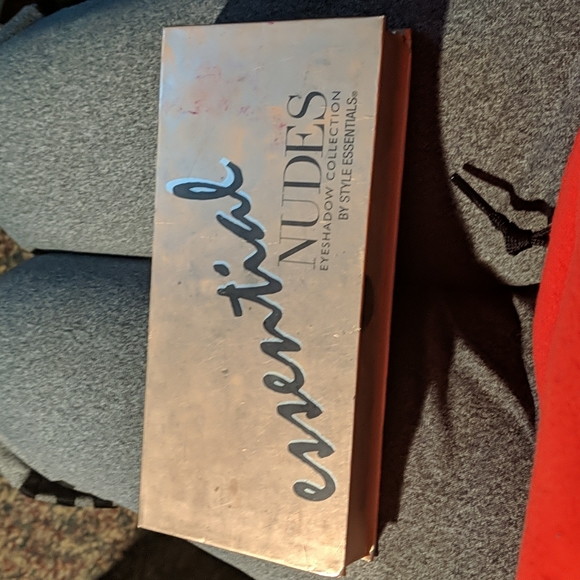 essential
NUDES
EYESHADOW COLLECTION
BY STYLE ESSENTIALS®